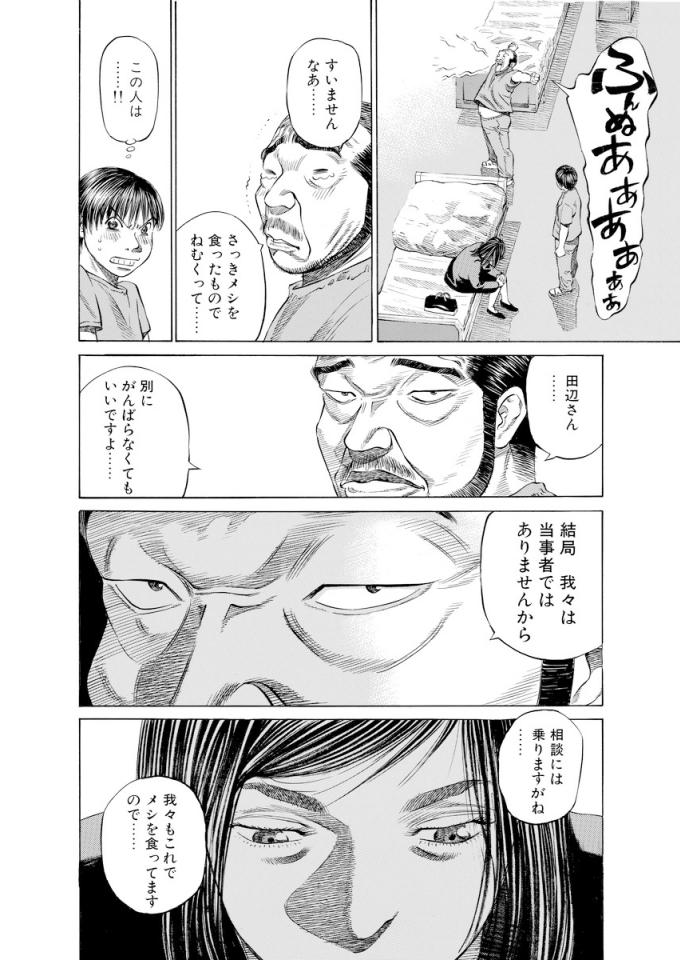 ふんぬあぁあぁぁぁ
すいません
なあ……
さっきメシを
食ったもので
ねむくって……
この人は
……!!
田辺さん
……
別に
がんばらなくても
いいですよ……
結局 我々は
当事者では
ありませんから
相談には
乗りますがね
……
我々もこれで
メシを食ってます
ので……